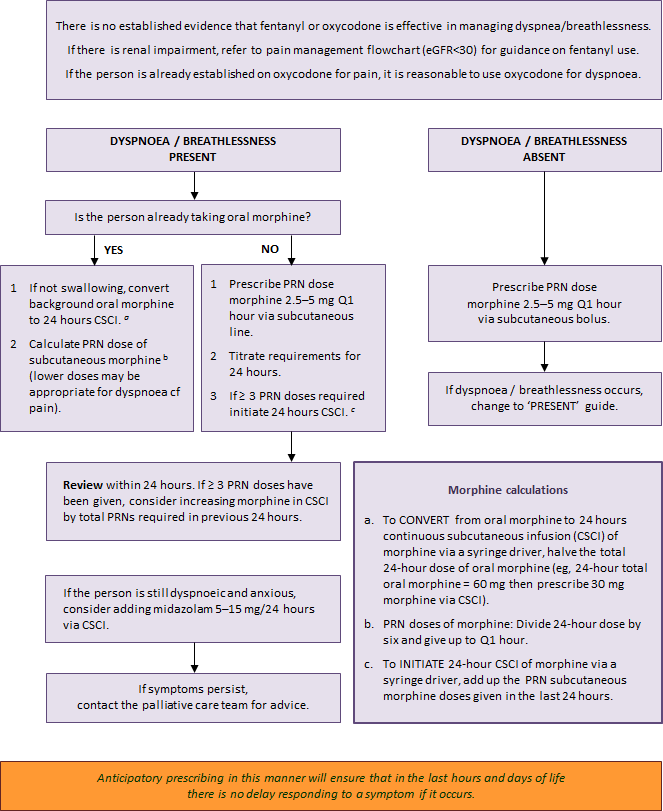 There is no established evidence that fentanyl or oxycodone is effective in managing dyspnea/breathlessness.
If there is renal impairment, refer to pain management flowchart (eGFR<30) for guidance on fentanyl use.
If the person is already established on oxycodone for pain, it is reasonable to use oxycodone for dyspnoea.
DYSPNOEA / BREATHLESSNESS
PRESENT
DYSPNOEA / BREATHLESSNESS
ABSENT
Is the person already taking oral morphine?
YES
NO
1 If not swallowing, convert
background oral morphine
to 24 hours CSCI. a
2 Calculate PRN dose of
subcutaneous morphine b
(lower doses may be
appropriate for dyspnoea cf
pain).
1 Prescribe PRN dose
morphine 2.5–5 mg Q1
hour via subcutaneous
line.
2 Titrate requirements for
24 hours.
3 If ≥ 3 PRN doses required
initiate 24 hours CSCI. c
Prescribe PRN dose
morphine 2.5–5 mg Q1 hour
via subcutaneous bolus.
If dyspnoea / breathlessness occurs,
change to ‘PRESENT’ guide.
Review within 24 hours. If ≥ 3 PRN doses have
been given, consider increasing morphine in CSCI
by total PRNs required in previous 24 hours.
If the person is still dyspnoeic and anxious,
consider adding midazolam 5–15 mg/24 hours
via CSCI.
If symptoms persist,
contact the palliative care team for advice.
Morphine calculations
a. To CONVERT from oral morphine to 24 hours
continuous subcutaneous infusion (CSCI) of
morphine via a syringe driver, halve the total
24-hour dose of oral morphine (eg, 24-hour total
oral morphine = 60 mg then prescribe 30 mg
morphine via CSCI).
b. PRN doses of morphine: Divide 24-hour dose by
six and give up to Q1 hour.
c. To INITIATE 24-hour CSCI of morphine via a
syringe driver, add up the PRN subcutaneous
morphine doses given in the last 24 hours.
Anticipatory prescribing in this manner will ensure that in the last hours and days of life
there is no delay responding to a symptom if it occurs.